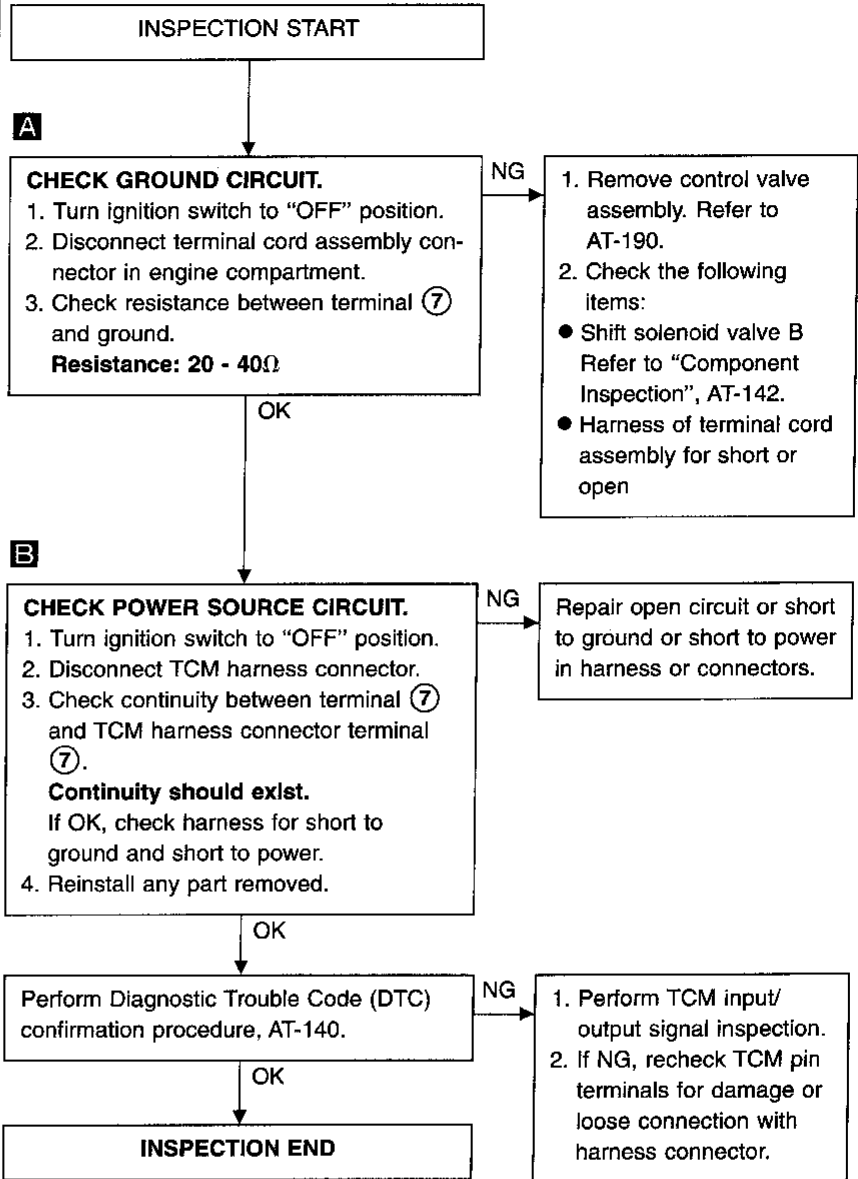 INSPECTION START
A
CHECK GROUND CIRCUIT.
1. Turn ignition switch to “OFF” position.
2. Disconnect terminal cord assembly con-
nector in engine compartment.
3. Check resistance between terminal ⑦
and ground.
Resistance: 20 - 40Ω
NG
1. Remove control valve
assembly. Refer to
AT-190.
2. Check the following
items:
● Shift solenoid valve B
Refer to “Component
Inspection”, AT-142.
● Harness of terminal cord
assembly for short or
open
OK
B
CHECK POWER SOURCE CIRCUIT.
1. Turn ignition switch to “OFF” position.
2. Disconnect TCM harness connector.
3. Check continuity between terminal ⑦
and TCM harness connector terminal
⑦.
Continuity should exist.
If OK, check harness for short to
ground and short to power.
4. Reinstall any part removed.
NG
Repair open circuit or short
to ground or short to power
in harness or connectors.
OK
Perform Diagnostic Trouble Code (DTC)
confirmation procedure, AT-140.
NG
1. Perform TCM input/
output signal inspection.
2. If NG, recheck TCM pin
terminals for damage or
loose connection with
harness connector.
OK
INSPECTION END